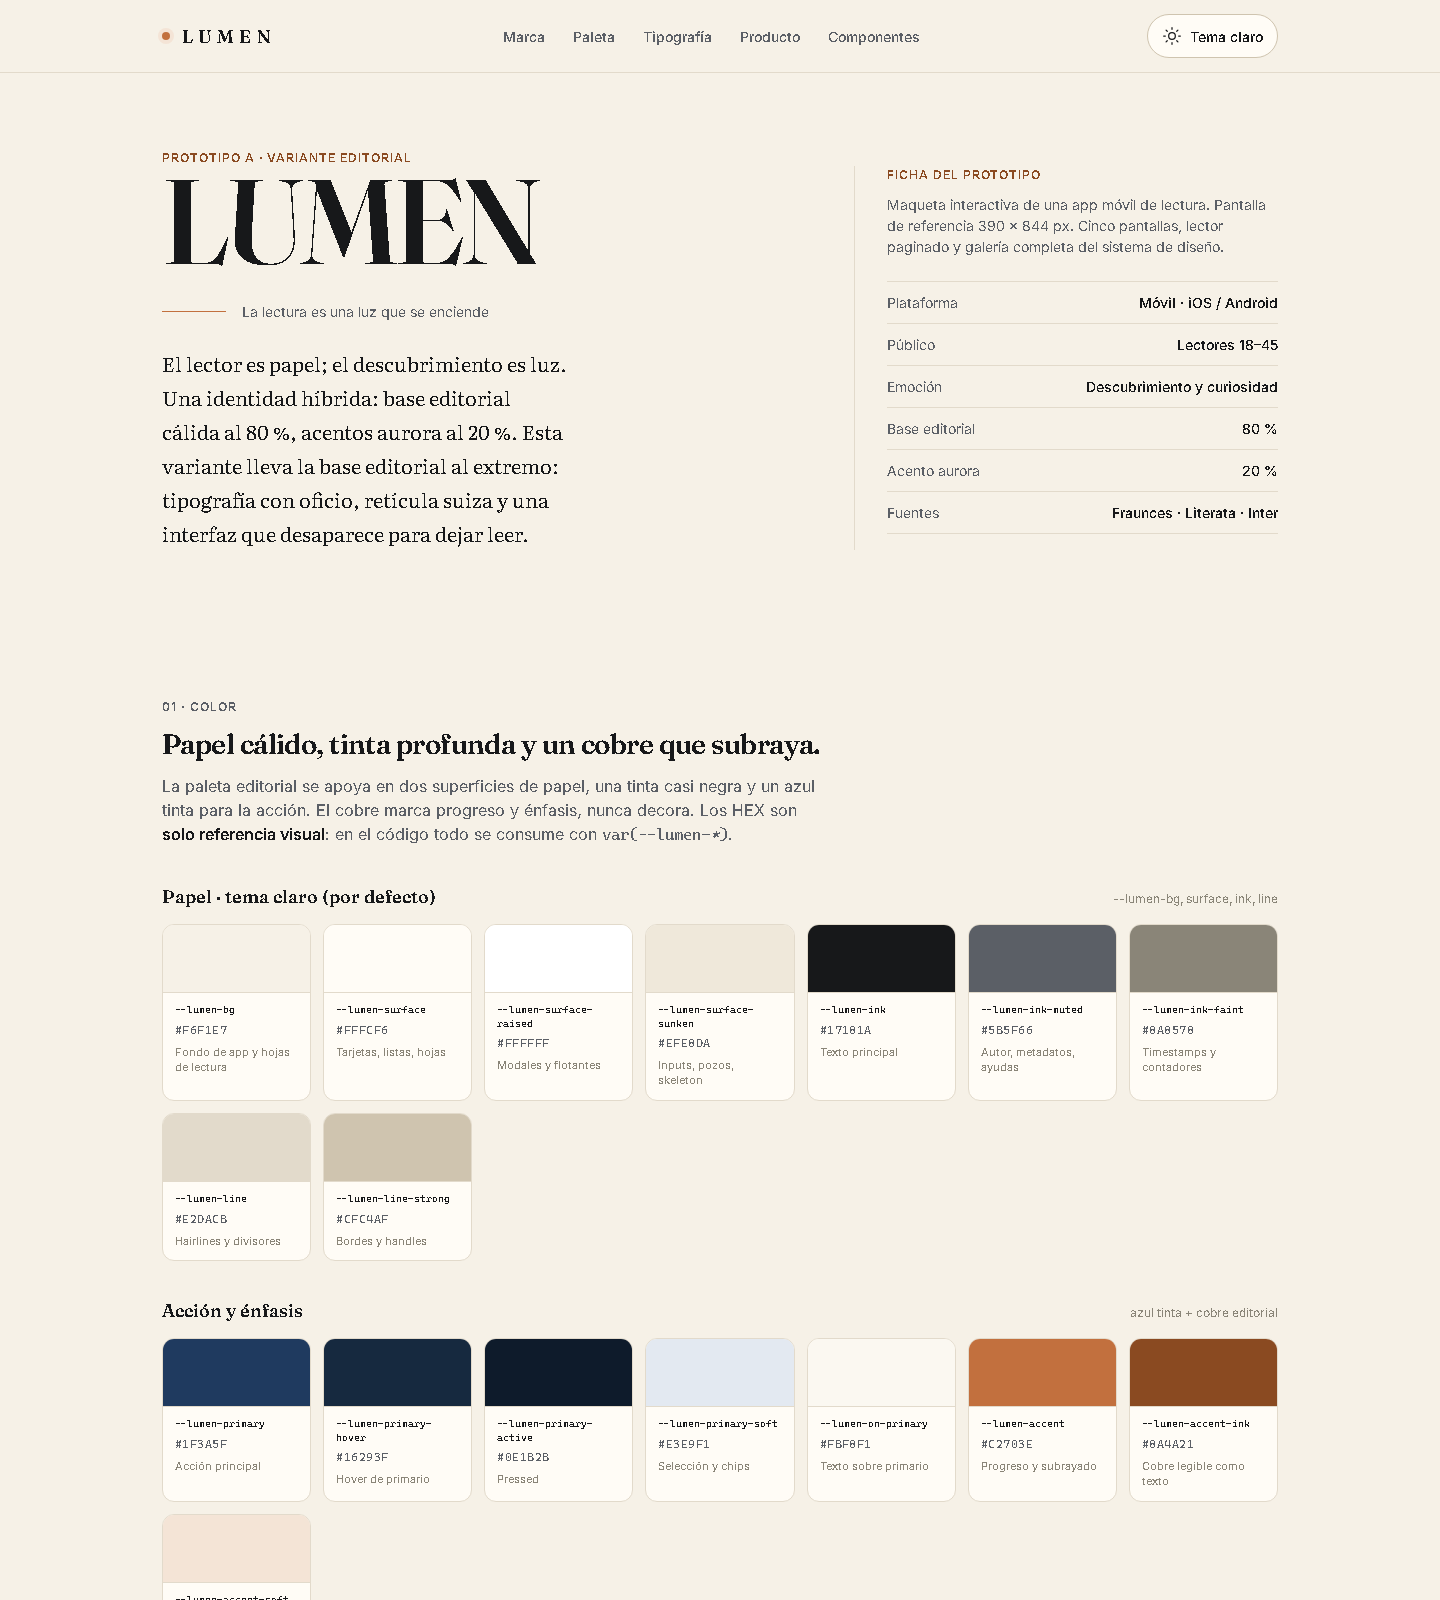 LUMEN
Marca
Paleta
Tipografía
Producto
Componentes
Tema claro
PROTOTIPO A · VARIANTE EDITORIAL
LUMEN
La lectura es una luz que se enciende
El lector es papel; el descubrimiento es luz.
Una identidad híbrida: base editorial
cálida al 80 %, acentos aurora al 20 %. Esta
variante lleva la base editorial al extremo:
tipografía con oficio, retícula suiza y una
interfaz que desaparece para dejar leer.
FICHA DEL PROTOTIPO
Maqueta interactiva de una app móvil de lectura. Pantalla
de referencia 390 × 844 px. Cinco pantallas, lector
paginado y galería completa del sistema de diseño.
Plataforma Móvil · iOS / Android
Público Lectores 18–45
Emoción Descubrimiento y curiosidad
Base editorial 80 %
Acento aurora 20 %
Fuentes Fraunces · Literata · Inter
01 · COLOR
Papel cálido, tinta profunda y un cobre que subraya.
La paleta editorial se apoya en dos superficies de papel, una tinta casi negra y un azul
tinta para la acción. El cobre marca progreso y énfasis, nunca decora. Los HEX son
solo referencia visual: en el código todo se consume con var(--lumen-*).
Papel · tema claro (por defecto)
--lumen-bg, surface, ink, line
--lumen-bg
#F6F1E7
Fondo de app y hojas
de lectura
--lumen-surface
#FFFCF6
Tarjetas, listas, hojas
--lumen-surface-
raised
#FFFFFF
Modales y flotantes
--lumen-surface-
sunken
#EFE8DA
Inputs, pozos,
skeleton
--lumen-ink
#17181A
Texto principal
--lumen-ink-muted
#5B5F66
Autor, metadatos,
ayudas
--lumen-ink-faint
#8A8578
Timestamps y
contadores
--lumen-line
#E2DACB
Hairlines y divisores
--lumen-line-strong
#CFC4AF
Bordes y handles
Acción y énfasis
azul tinta + cobre editorial
--lumen-primary
#1F3A5F
Acción principal
--lumen-primary-
hover
#16293F
Hover de primario
--lumen-primary-
active
#0E1B2B
Pressed
--lumen-primary-soft
#E3E9F1
Selección y chips
--lumen-on-primary
#FBF8F1
Texto sobre primario
--lumen-accent
#C2703E
Progreso y subrayado
--lumen-accent-ink
#8A4A21
Cobre legible como
texto
--lumen-accent-soft